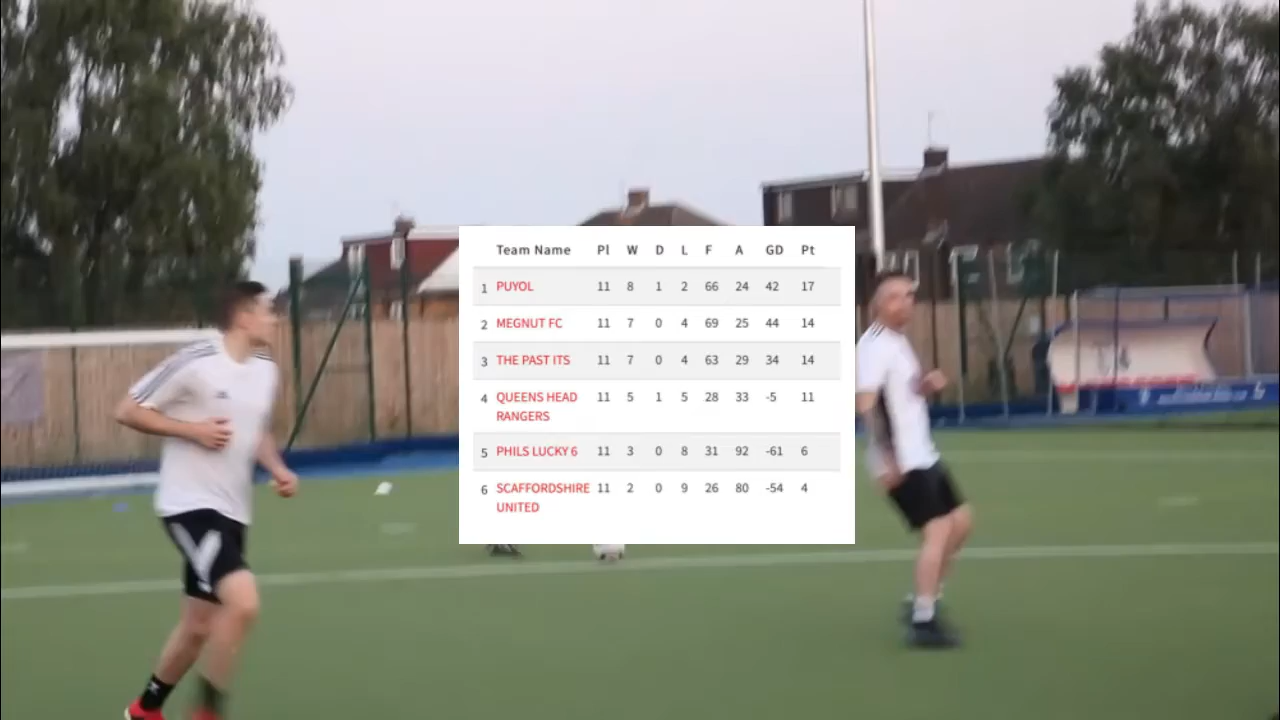 Team Name Pl W D L F A GD Pt
1 PUYOL 11 8 1 2 66 24 42 17
2 MEGNUT FC 11 7 0 4 69 25 44 14
3 THE PAST ITS 11 7 0 4 63 29 34 14
4 QUEENS HEAD 11 5 1 5 28 33 -5 11
RANGERS
5 PHILS LUCKY 6 11 3 0 8 31 92 -61 6
6 SCAFFORDSHIRE 11 2 0 9 26 80 -54 4
UNITED